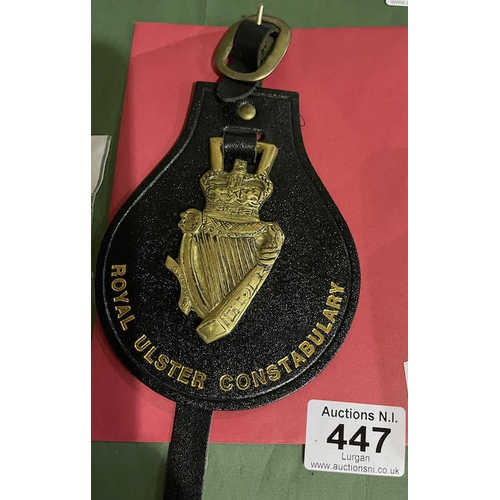 ROYAL ULSTER CONSTABULARY
Auctions N.I.
447
Lurgan
www.auctionsni.co.uk